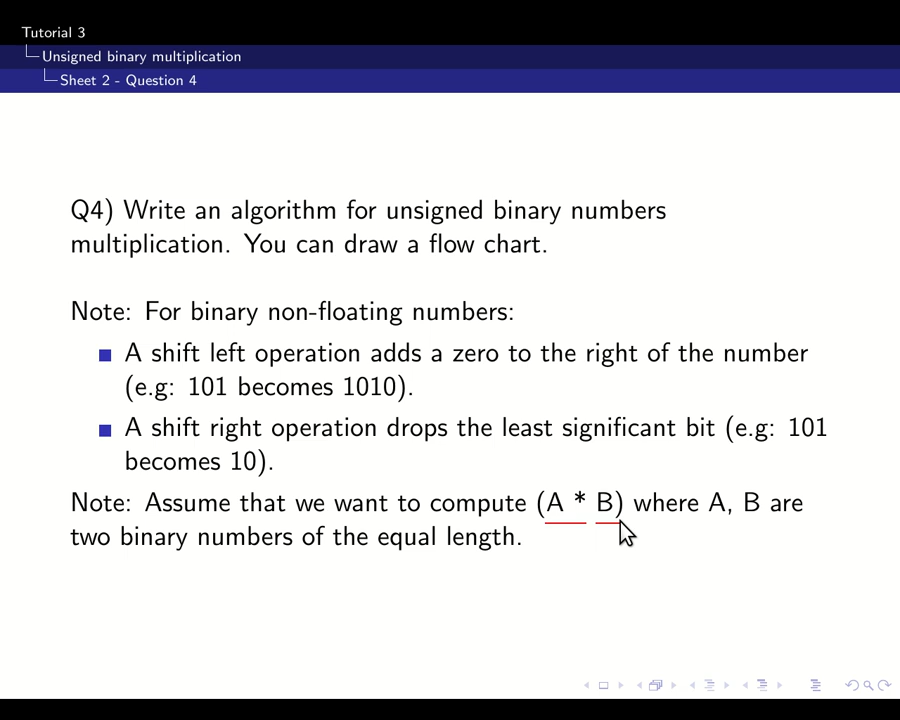 Tutorial 3
Unsigned binary multiplication
Sheet 2 - Question 4
Q4) Write an algorithm for unsigned binary numbers
multiplication. You can draw a flow chart.
Note: For binary non-floating numbers:
A shift left operation adds a zero to the right of the number
(e.g: 101 becomes 1010).
A shift right operation drops the least significant bit (e.g: 101
becomes 10).
Note: Assume that we want to compute (A * B) where A, B are
two binary numbers of the equal length.